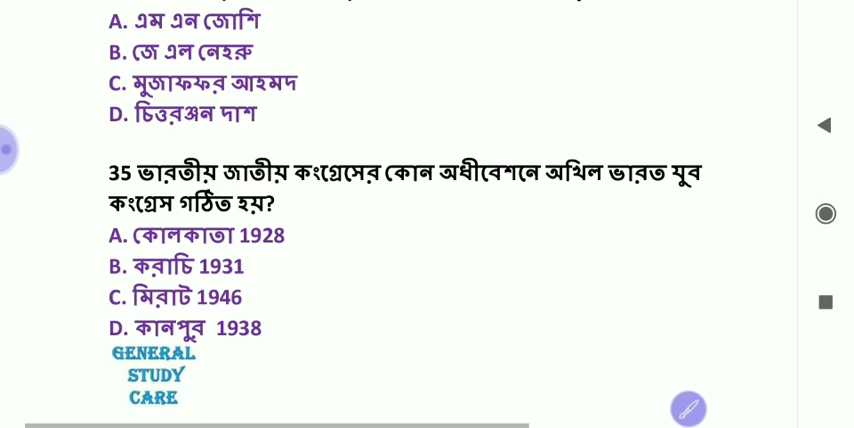 A. এম এন জোশি
B. জে এল নেহরু
C. মুজাফফর আহমদ
D. চিত্তরঞ্জন দাশ
35 ভারতীয় জাতীয় কংগ্রেসের কোন অধীবেশনে অখিল ভারত যুব
কংগ্রেস গঠিত হয়?
A. কোলকাতা 1928
B. করাচি 1931
C. মিরাট 1946
D. কানপুর 1938
GENERAL
STUDY
CARE